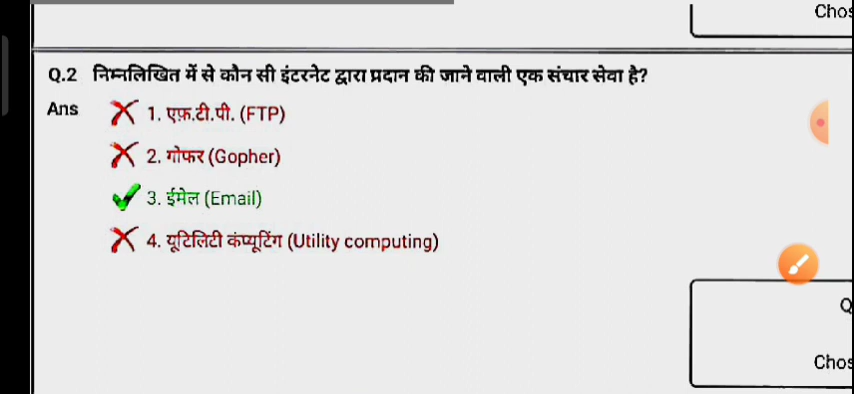 Chos
Q.2 निम्नलिखित में से कौन सी इंटरनेट द्वारा प्रदान की जाने वाली एक संचार सेवा है?
Ans 1. एफ़.टी.पी. (FTP)
2. गोफर (Gopher)
3. ईमेल (Email)
4. यूटिलिटी कंप्यूटिंग (Utility computing)
Q
Chos